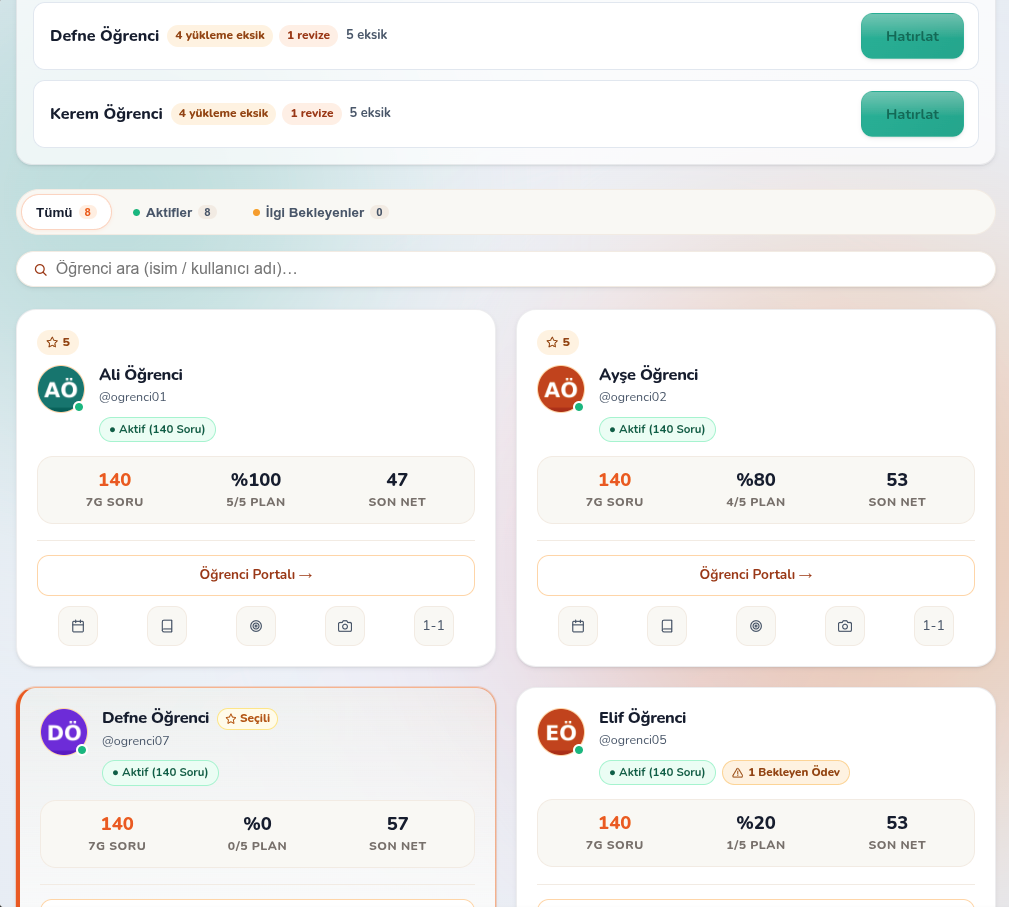 Defne Öğrenci 4 yükleme eksik 1 revize 5 eksik Hatırlat
Kerem Öğrenci 4 yükleme eksik 1 revize 5 eksik Hatırlat
Tümü 8 Aktifler 8 İlgi Bekleyenler 0
Öğrenci ara (isim / kullanıcı adı)…
5
AÖ
Ali Öğrenci
@ogrenci01
• Aktif (140 Soru)
140 %100 47
7G SORU 5/5 PLAN SON NET
Öğrenci Portalı →
1-1
5
AÖ
Ayşe Öğrenci
@ogrenci02
• Aktif (140 Soru)
140 %80 53
7G SORU 4/5 PLAN SON NET
Öğrenci Portalı →
1-1
DÖ
Defne Öğrenci Seçili
@ogrenci07
• Aktif (140 Soru)
140 %0 57
7G SORU 0/5 PLAN SON NET
EÖ
Elif Öğrenci
@ogrenci05
• Aktif (140 Soru) 1 Bekleyen Ödev
140 %20 53
7G SORU 1/5 PLAN SON NET